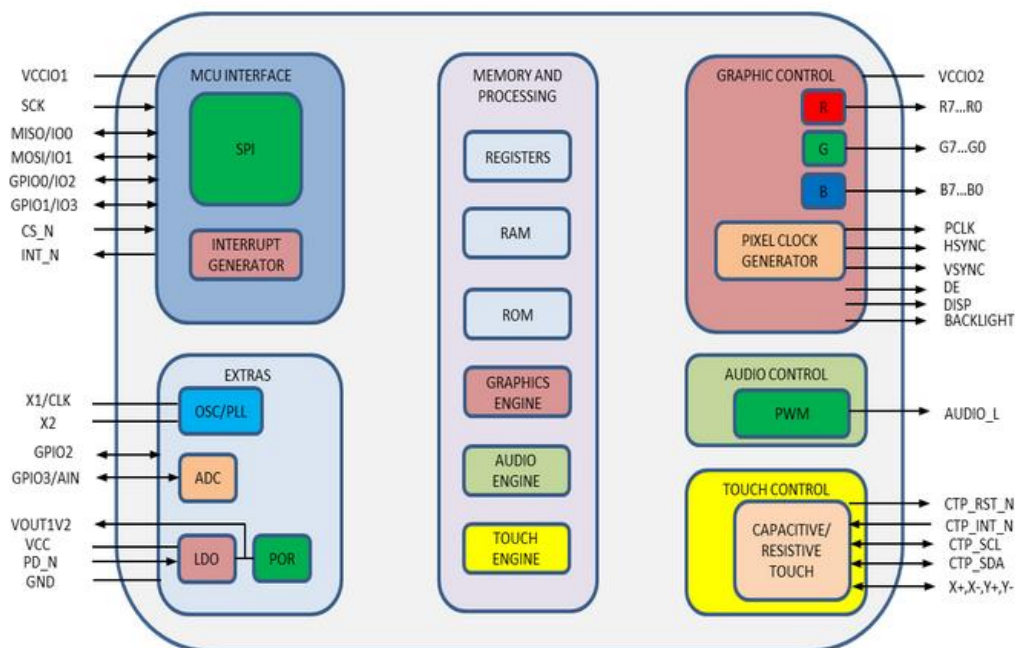 VCCIO1
SCK
MISO/IO0
MOSI/IO1
GPIO0/IO2
GPIO1/IO3
CS_N
INT_N
MCU INTERFACE
SPI
INTERRUPT
GENERATOR
X1/CLK
X2
GPIO2
GPIO3/AIN
VOUT1V2
VCC
PD_N
GND
EXTRAS
OSC/PLL
ADC
LDO
POR
MEMORY AND
PROCESSING
REGISTERS
RAM
ROM
GRAPHICS
ENGINE
AUDIO
ENGINE
TOUCH
ENGINE
GRAPHIC CONTROL
R
G
B
PIXEL CLOCK
GENERATOR
VCCIO2
R7...R0
G7...G0
B7...B0
PCLK
HSYNC
VSYNC
DE
DISP
BACKLIGHT
AUDIO CONTROL
PWM
AUDIO_L
TOUCH CONTROL
CAPACITIVE/
RESISTIVE
TOUCH
CTP_RST_N
CTP_INT_N
CTP_SCL
CTP_SDA
X+,X-,Y+,Y-